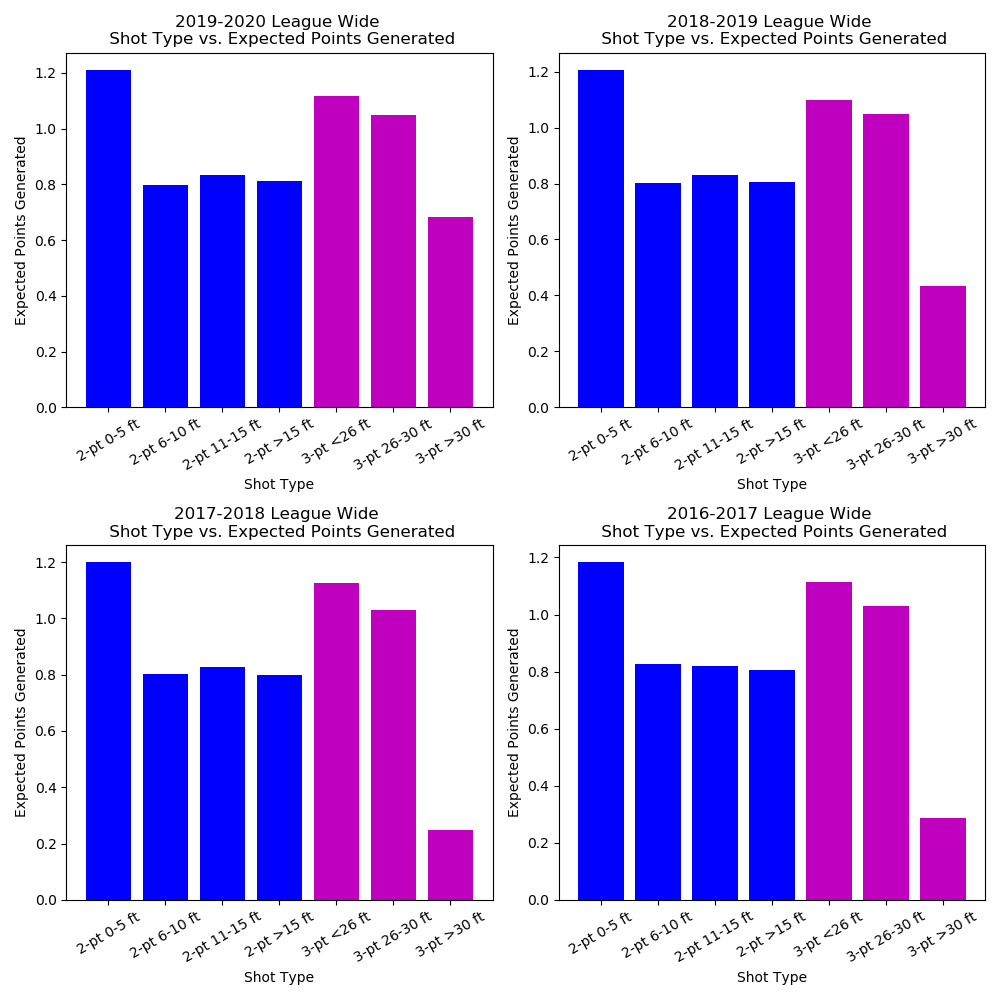 2019-2020 League Wide
Shot Type vs. Expected Points Generated
Expected Points Generated
1.2
1.0
0.8
0.6
0.4
0.2
0.0
2-pt 0-5 ft
2-pt 6-10 ft
2-pt 11-15 ft
2-pt >15 ft
3-pt <26 ft
3-pt 26-30 ft
3-pt >30 ft
Shot Type
2018-2019 League Wide
Shot Type vs. Expected Points Generated
Expected Points Generated
1.2
1.0
0.8
0.6
0.4
0.2
0.0
2-pt 0-5 ft
2-pt 6-10 ft
2-pt 11-15 ft
2-pt >15 ft
3-pt <26 ft
3-pt 26-30 ft
3-pt >30 ft
Shot Type
2017-2018 League Wide
Shot Type vs. Expected Points Generated
Expected Points Generated
1.2
1.0
0.8
0.6
0.4
0.2
0.0
2-pt 0-5 ft
2-pt 6-10 ft
2-pt 11-15 ft
2-pt >15 ft
3-pt <26 ft
3-pt 26-30 ft
3-pt >30 ft
Shot Type
2016-2017 League Wide
Shot Type vs. Expected Points Generated
Expected Points Generated
1.2
1.0
0.8
0.6
0.4
0.2
0.0
2-pt 0-5 ft
2-pt 6-10 ft
2-pt 11-15 ft
2-pt >15 ft
3-pt <26 ft
3-pt 26-30 ft
3-pt >30 ft
Shot Type